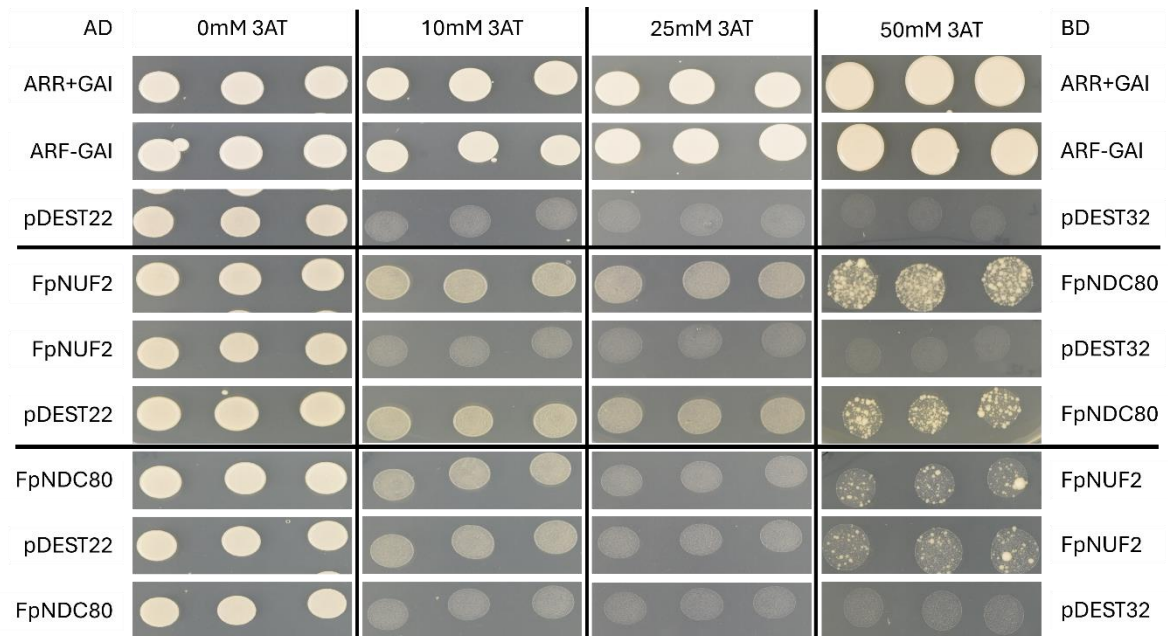 AD 0mM 3AT 10mM 3AT 25mM 3AT 50mM 3AT BD
ARR+GAI ARR+GAI
ARF-GAI ARF-GAI
pDEST22 pDEST32
FpNUF2 FpNDC80
FpNUF2 pDEST32
pDEST22 FpNDC80
FpNDC80 FpNUF2
pDEST22 FpNUF2
FpNDC80 pDEST32